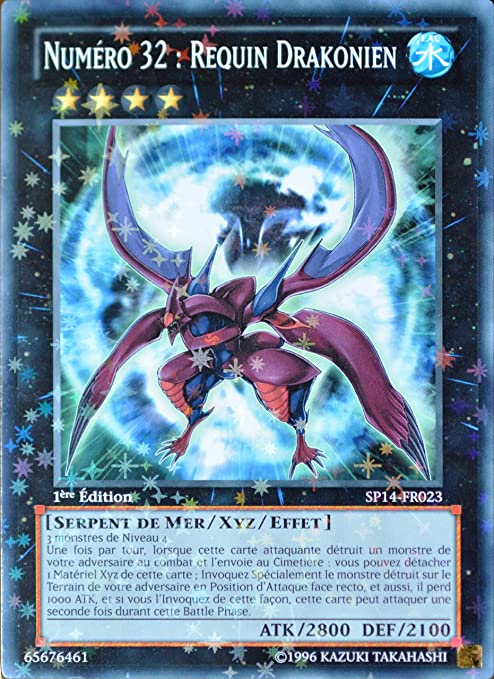 Numéro 32 : Requin Drakonien
EAU
水
1ère Édition
SP14-FR023
[Serpent de Mer/Xyz/Effet]
3 monstres de Niveau 4
Une fois par tour, lorsque cette carte attaquante détruit un monstre de
votre adversaire au combat et l'envoie au Cimetière : vous pouvez détacher
1 Matériel Xyz de cette carte ; Invoquez Spécialement le monstre détruit sur le
Terrain de votre adversaire en Position d'Attaque face recto, et aussi, il perd
1000 ATK, et si vous l'Invoquez de cette façon, cette carte peut attaquer une
seconde fois durant cette Battle Phase.
ATK/2800 DEF/2100
65676461
©1996 KAZUKI TAKAHASHI